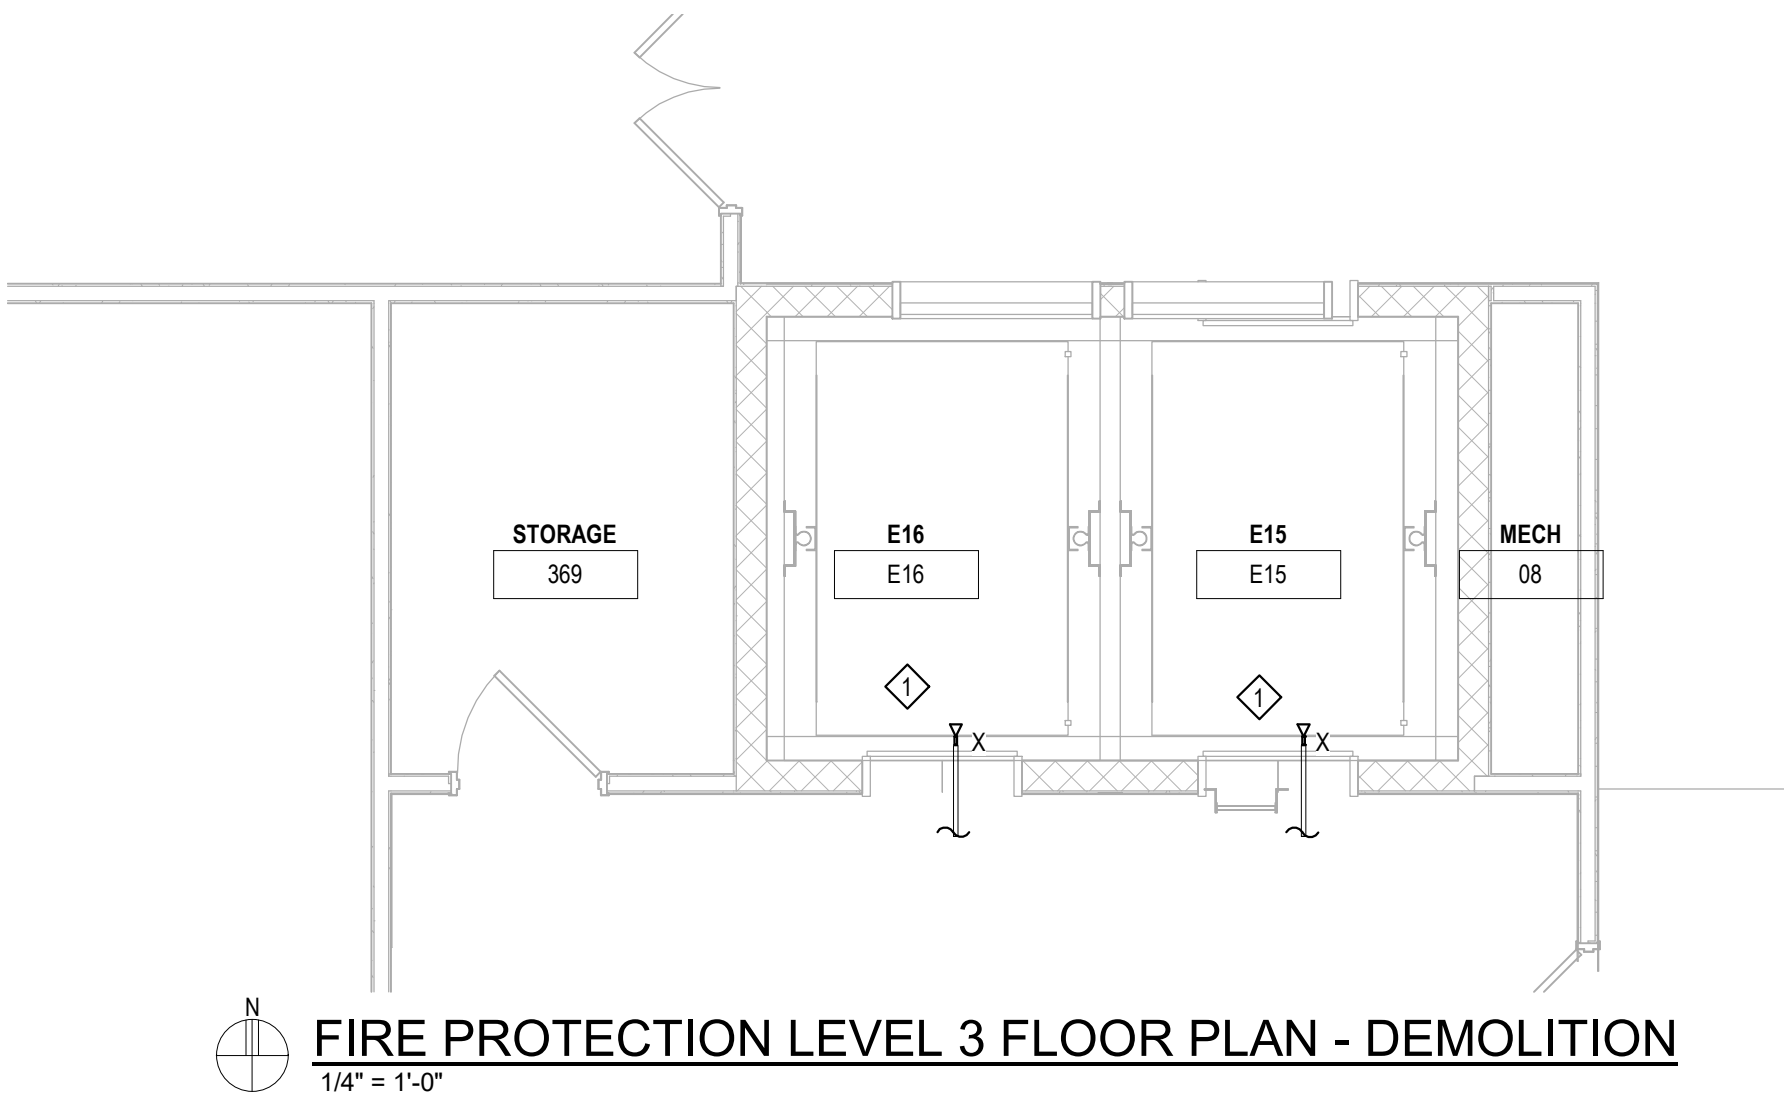 STORAGE
369
E16
E16
E15
E15
MECH
08
1
1
X
X
N
FIRE PROTECTION LEVEL 3 FLOOR PLAN - DEMOLITION
1/4" = 1'-0"